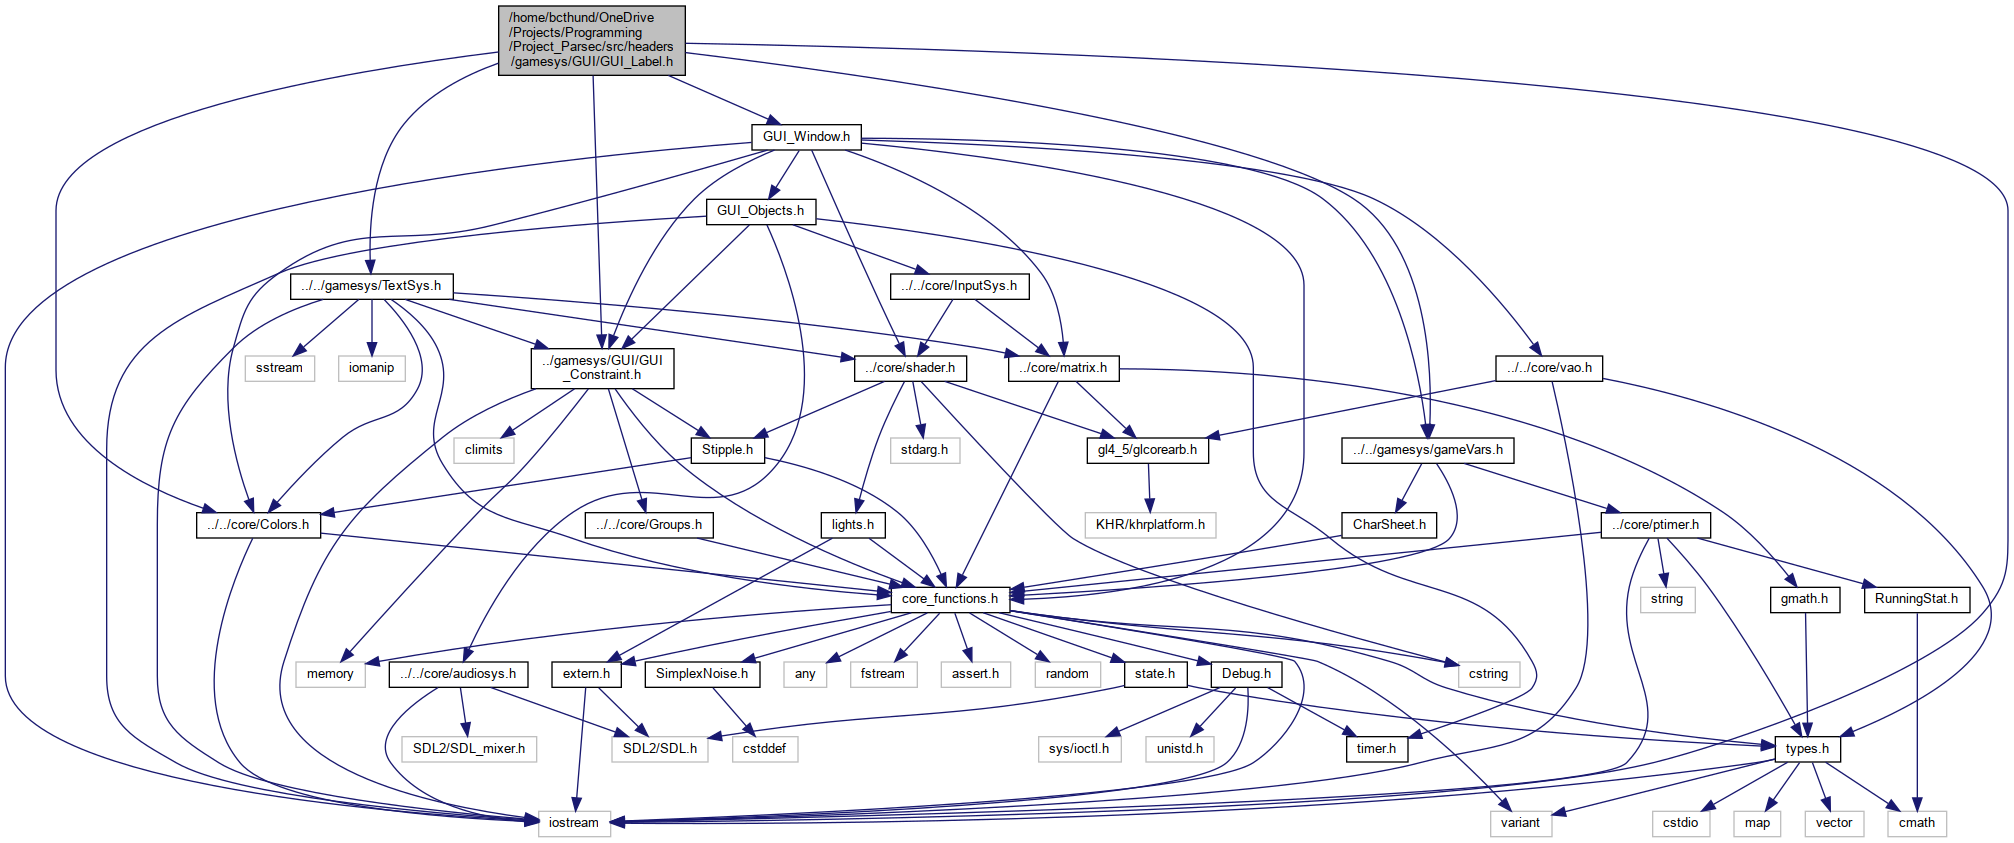 /home/bcthund/OneDrive
/Projects/Programming
/Project_Parsec/src/headers
/gamesys/GUI/GUI_Label.h
GUI_Window.h
GUI_Objects.h
../../gamesys/TextSys.h
../../core/InputSys.h
sstream
iomanip
../gamesys/GUI/GUI
_Constraint.h
../core/shader.h
../core/matrix.h
../../core/vao.h
climits
Stipple.h
stdarg.h
gl4_5/glcorearb.h
../../gamesys/gameVars.h
../../core/Colors.h
../../core/Groups.h
lights.h
KHR/khrplatform.h
CharSheet.h
../core/ptimer.h
core_functions.h
string
gmath.h
RunningStat.h
memory
../../core/audiosys.h
extern.h
SimplexNoise.h
any
fstream
assert.h
random
state.h
Debug.h
cstring
SDL2/SDL_mixer.h
SDL2/SDL.h
cstddef
sys/ioctl.h
unistd.h
timer.h
types.h
iostream
variant
cstdio
map
vector
cmath